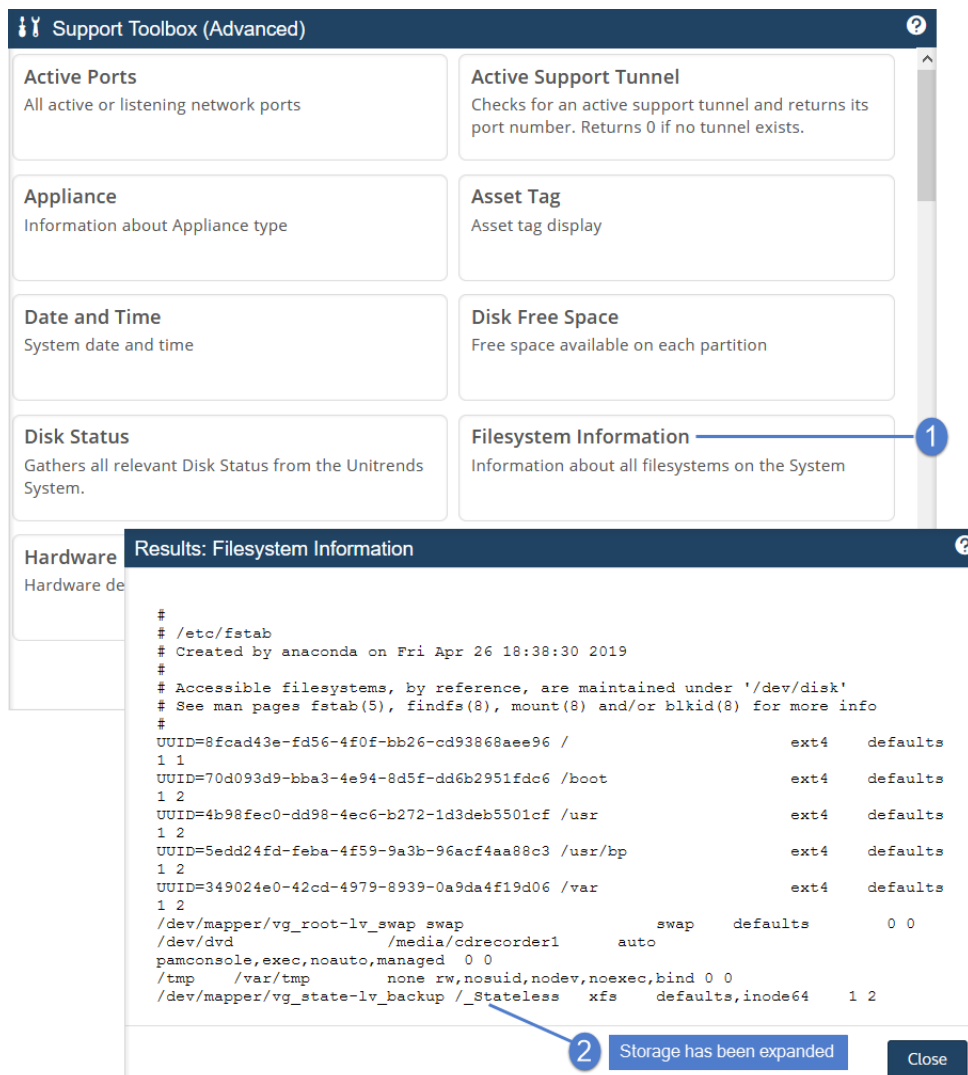 Support Toolbox (Advanced)
Active Ports
All active or listening network ports
Active Support Tunnel
Checks for an active support tunnel and returns its
port number. Returns 0 if no tunnel exists.
Appliance
Information about Appliance type
Asset Tag
Asset tag display
Date and Time
System date and time
Disk Free Space
Free space available on each partition
Disk Status
Gathers all relevant Disk Status from the Unitrends
System.
Filesystem Information
1
Information about all filesystems on the System
Hardware
Hardware de
Results: Filesystem Information
#
# /etc/fstab
# Created by anaconda on Fri Apr 26 18:38:30 2019
#
# Accessible filesystems, by reference, are maintained under '/dev/disk'
# See man pages fstab(5), findfs(8), mount(8) and/or blkid(8) for more info
#
UUID=8fcad43e-fd56-4f0f-bb26-cd93868aee96 / ext4 defaults
1 1
UUID=70d093d9-bba3-4e94-8d5f-dd6b2951fdc6 /boot ext4 defaults
1 2
UUID=4b98fec0-dd98-4ec6-b272-1d3deb5501cf /usr ext4 defaults
1 2
UUID=5edd24fd-feba-4f59-9a3b-96acf4aa88c3 /usr/bp ext4 defaults
1 2
UUID=349024e0-42cd-4979-8939-0a9da4f19d06 /var ext4 defaults
1 2
/dev/mapper/vg_root-lv_swap swap swap defaults 0 0
/dev/dvd /media/cdrecorder1 auto
pamconsole,exec,noauto,managed 0 0
/tmp /var/tmp none rw,nosuid,nodev,noexec,bind 0 0
/dev/mapper/vg_state-lv_backup /_Stateless xfs defaults,inode64 1 2
2
Storage has been expanded
Close